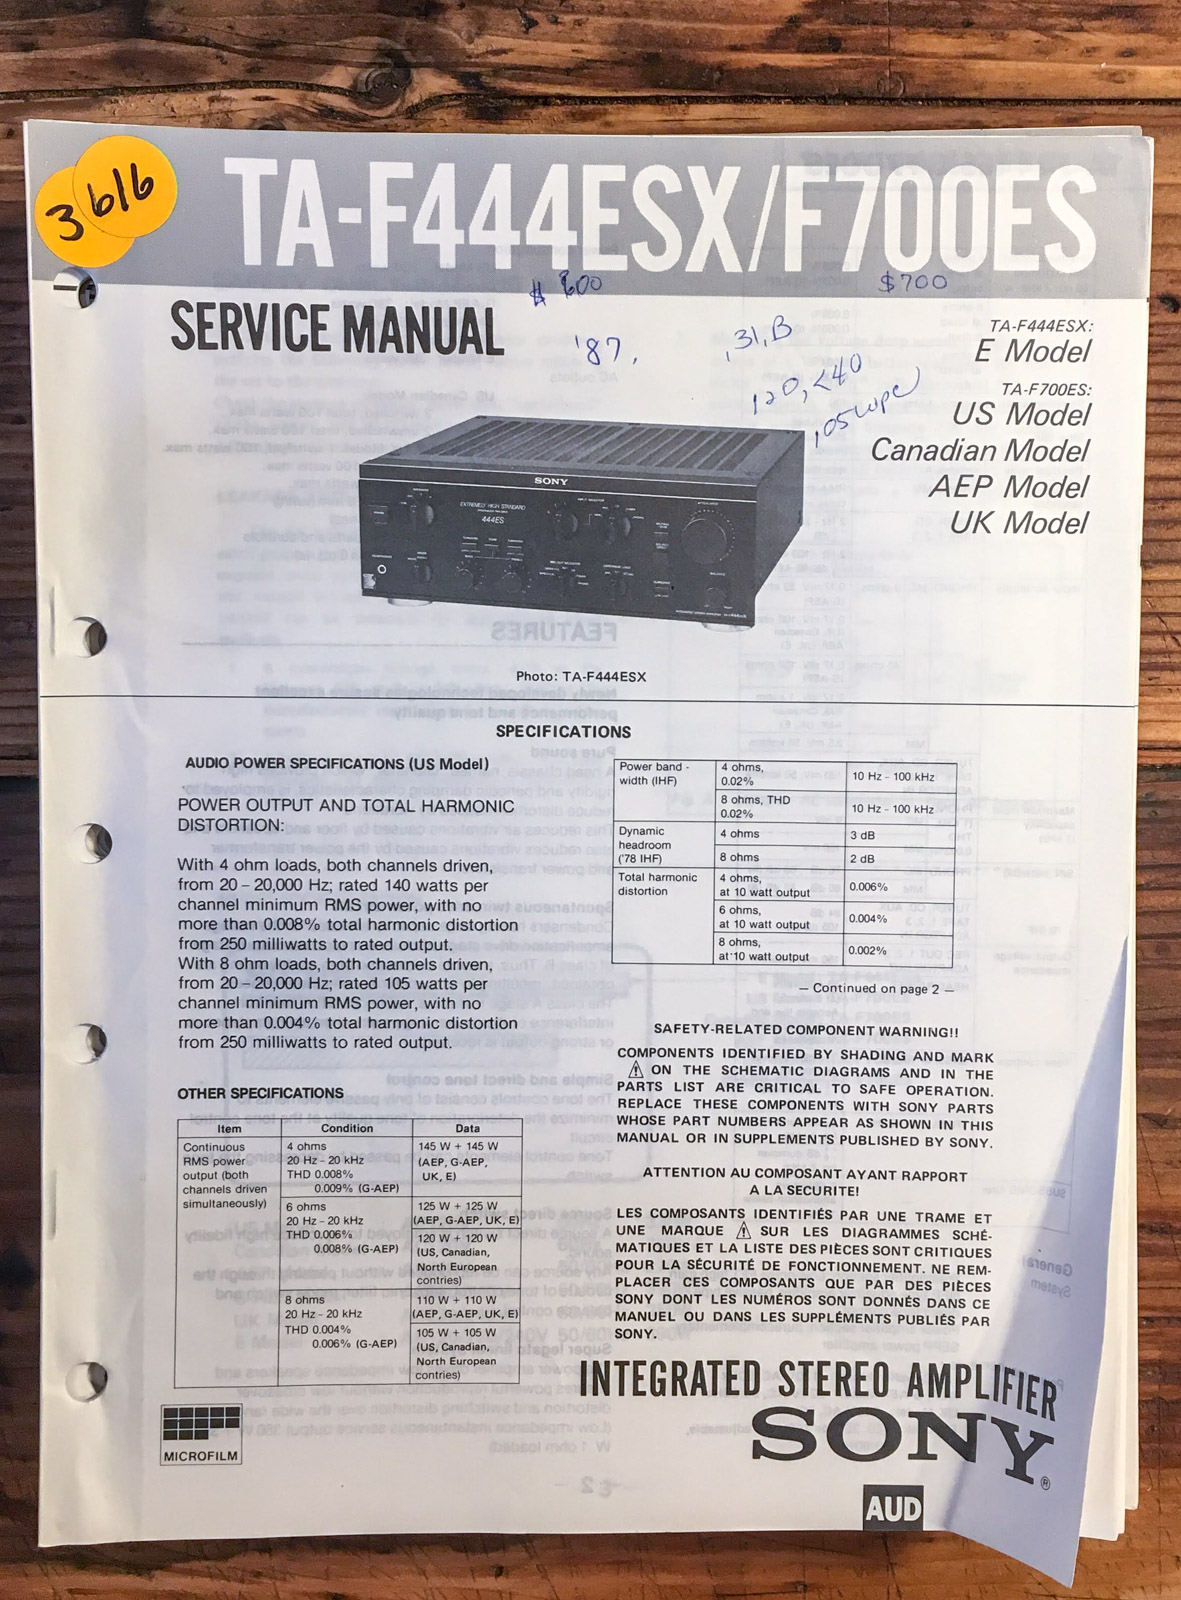 3616
TA-F444ESX/F700ES
$700
SERVICE MANUAL
'87,
,31,B
120, <40
,105wpc
TA-F444ESX:
E Model
TA-F700ES:
US Model
Canadian Model
AEP Model
UK Model
SONY
EXTREMELY HIGH STANDARD
444ES
Photo: TA-F444ESX
SPECIFICATIONS
AUDIO POWER SPECIFICATIONS (US Model)
POWER OUTPUT AND TOTAL HARMONIC
DISTORTION:
With 4 ohm loads, both channels driven,
from 20 – 20,000 Hz; rated 140 watts per
channel minimum RMS power, with no
more than 0.008% total harmonic distortion
from 250 milliwatts to rated output.
With 8 ohm loads, both channels driven,
from 20 – 20,000 Hz; rated 105 watts per
channel minimum RMS power, with no
more than 0.004% total harmonic distortion
from 250 milliwatts to rated output.
OTHER SPECIFICATIONS
Item Condition Data
Continuous
RMS power
output (both
channels driven
simultaneously)
4 ohms
20 Hz – 20 kHz
THD 0.008%
0.009% (G-AEP)
145 W + 145 W
(AEP, G-AEP,
UK, E)
6 ohms
20 Hz – 20 kHz
THD 0.006%
0.008% (G-AEP)
125 W + 125 W
(AEP, G-AEP, UK, E)
120 W + 120 W
(US, Canadian,
North European
contries)
8 ohms
20 Hz – 20 kHz
THD 0.004%
0.006% (G-AEP)
110 W + 110 W
(AEP, G-AEP, UK, E)
105 W + 105 W
(US, Canadian,
North European
contries)
MICROFILM
Power band -
width (IHF)
4 ohms,
0.02%
10 Hz – 100 kHz
8 ohms, THD
0.02%
10 Hz – 100 kHz
Dynamic
headroom
('78 IHF)
4 ohms 3 dB
8 ohms 2 dB
Total harmonic
distortion
4 ohms,
at 10 watt output
0.006%
6 ohms,
at 10 watt output
0.004%
8 ohms,
at 10 watt output
0.002%
— Continued on page 2 —
SAFETY-RELATED COMPONENT WARNING!!
COMPONENTS IDENTIFIED BY SHADING AND MARK
⚠ ON THE SCHEMATIC DIAGRAMS AND IN THE
PARTS LIST ARE CRITICAL TO SAFE OPERATION.
REPLACE THESE COMPONENTS WITH SONY PARTS
WHOSE PART NUMBERS APPEAR AS SHOWN IN THIS
MANUAL OR IN SUPPLEMENTS PUBLISHED BY SONY.
ATTENTION AU COMPOSANT AYANT RAPPORT
A LA SECURITE!
LES COMPOSANTS IDENTIFIÉS PAR UNE TRAME ET
UNE MARQUE ⚠ SUR LES DIAGRAMMES SCHÉ-
MATIQUES ET LA LISTE DES PIÈCES SONT CRITIQUES
POUR LA SÉCURITÉ DE FONCTIONNEMENT. NE REM-
PLACER CES COMPOSANTS QUE PAR DES PIÈCES
SONY DONT LES NUMÉROS SONT DONNÉS DANS CE
MANUEL OU DANS LES SUPPLÉMENTS PUBLIÉS PAR
SONY.
INTEGRATED STEREO AMPLIFIER
SONY®
AUD